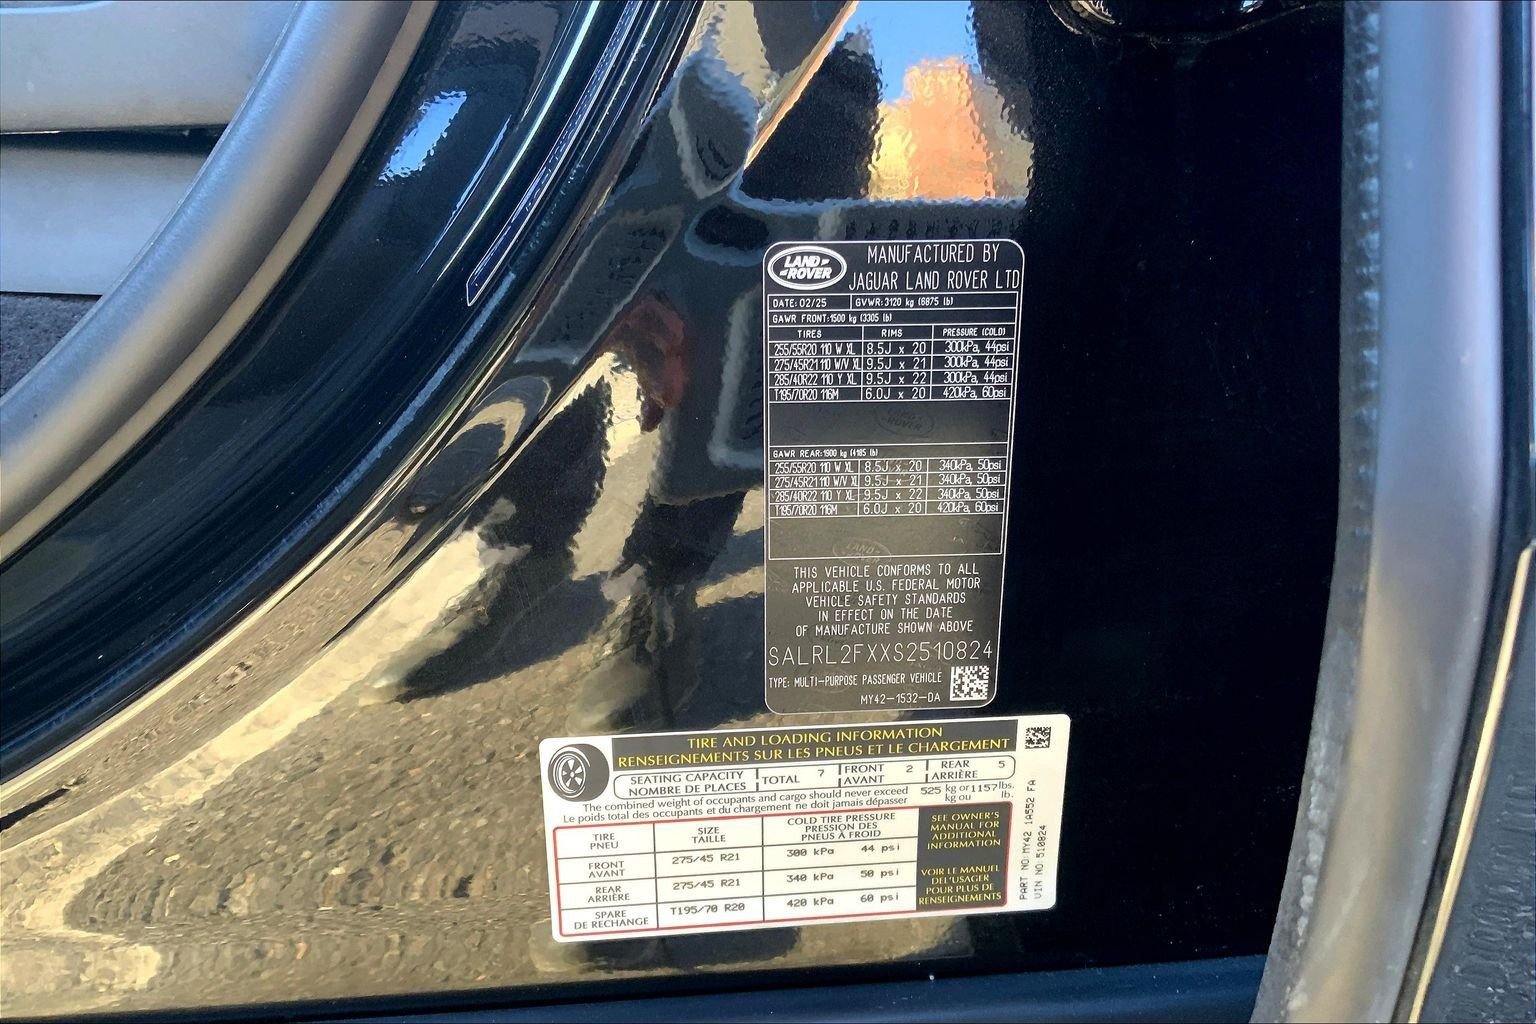 LAND ROVER
MANUFACTURED BY
JAGUAR LAND ROVER LTD
DATE: 02/25 GVWR: 3120 kg (6875 lb)
GAWR FRONT: 1500 kg (3305 lb)
TIRES RIMS PRESSURE (COLD)
255/55R20 110 W XL 8.5J x 20 300kPa, 44psi
275/45R21 110 W/V XL 9.5J x 21 300kPa, 44psi
285/40R22 110 Y XL 9.5J x 22 300kPa, 44psi
T195/70R20 116M 6.0J x 20 420kPa, 60psi
LAND ROVER
GAWR REAR: 1900 kg (4185 lb)
255/55R20 110 W XL 8.5J x 20 340kPa, 50psi
275/45R21 110 W/V XL 9.5J x 21 340kPa, 50psi
285/40R22 110 Y XL 9.5J x 22 340kPa, 50psi
T195/70R20 116M 6.0J x 20 420kPa, 60psi
LAND ROVER
THIS VEHICLE CONFORMS TO ALL
APPLICABLE U.S. FEDERAL MOTOR
VEHICLE SAFETY STANDARDS
IN EFFECT ON THE DATE
OF MANUFACTURE SHOWN ABOVE
SALRL2FXXS2510824
TYPE: MULTI-PURPOSE PASSENGER VEHICLE
MY42-1532-DA
TIRE AND LOADING INFORMATION
RENSEIGNEMENTS SUR LES PNEUS ET LE CHARGEMENT
SEATING CAPACITY
NOMBRE DE PLACES
TOTAL 7
FRONT 2
AVANT
REAR 5
ARRIÈRE
The combined weight of occupants and cargo should never exceed 525 kg or 1157 lbs.
Le poids total des occupants et du chargement ne doit jamais dépasser kg ou lb.
TIRE
PNEU
SIZE
TAILLE
COLD TIRE PRESSURE
PRESSION DES
PNEUS À FROID
FRONT
AVANT
275/45 R21 300 kPa 44 psi
REAR
ARRIÈRE
275/45 R21 340 kPa 50 psi
SPARE
DE RECHANGE
T195/70 R20 420 kPa 60 psi
SEE OWNER'S
MANUAL FOR
ADDITIONAL
INFORMATION
VOIR LE MANUEL
DEL'USAGER
POUR PLUS DE
RENSEIGNEMENTS
PART NO: MY42 1A552 FA
VIN NO: 510824